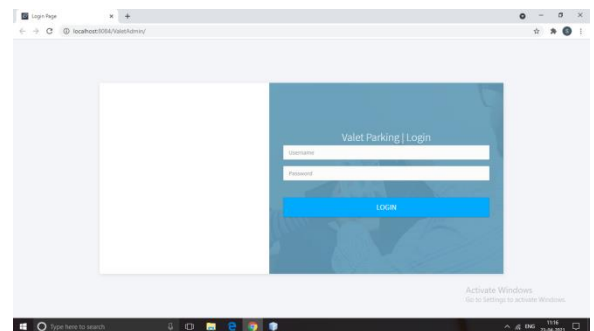 Login Page
localhost:8084/ValetAdmin/
Valet Parking | Login
Username
Password
LOGIN
Activate Windows
Go to Settings to activate Windows.
Type here to search
ENG
11:16